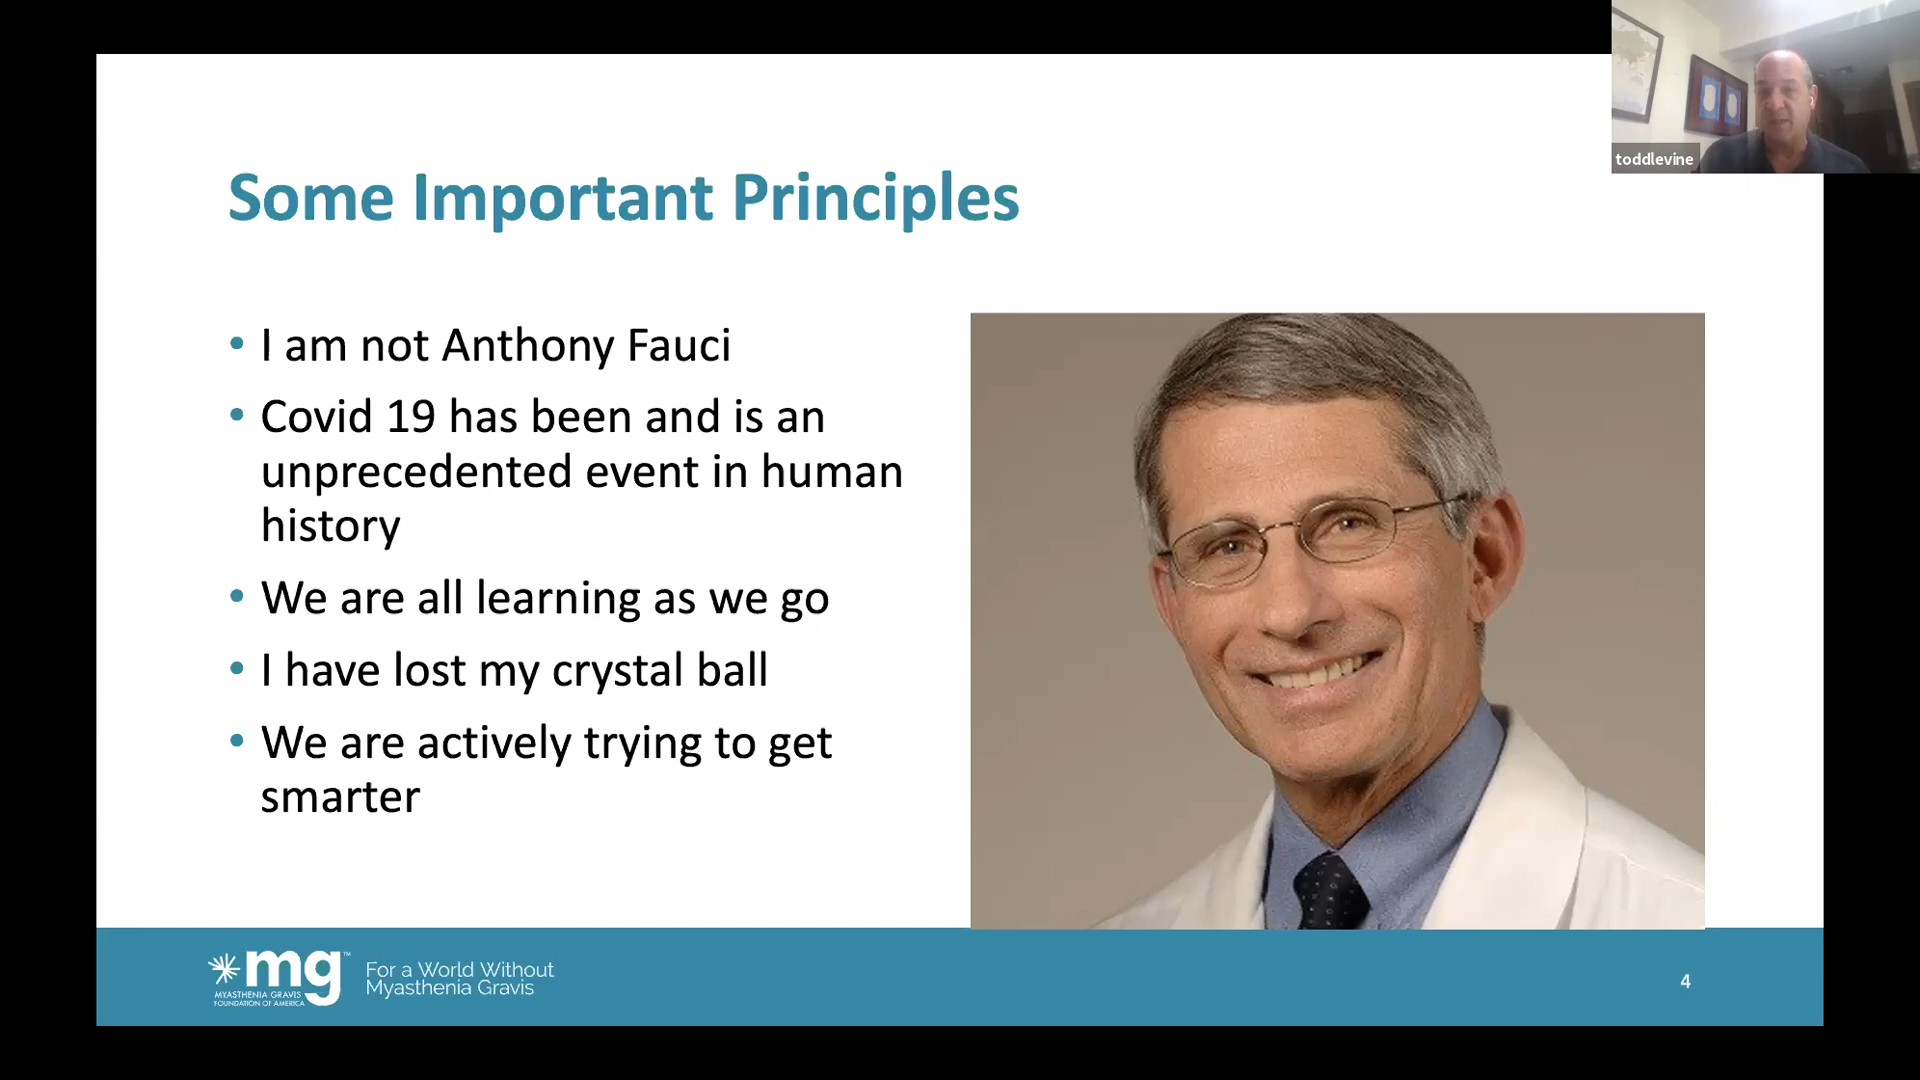 toddlevine
Some Important Principles
• I am not Anthony Fauci
• Covid 19 has been and is an
unprecedented event in human
history
• We are all learning as we go
• I have lost my crystal ball
• We are actively trying to get
smarter
mg™
MYASTHENIA GRAVIS
FOUNDATION OF AMERICA
For a World Without
Myasthenia Gravis
4